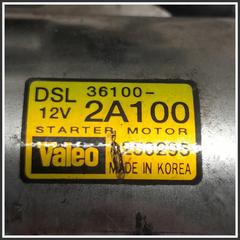 DSL 36100-
12V 2A100
STARTER MOTOR
Valeo
MADE IN KOREA